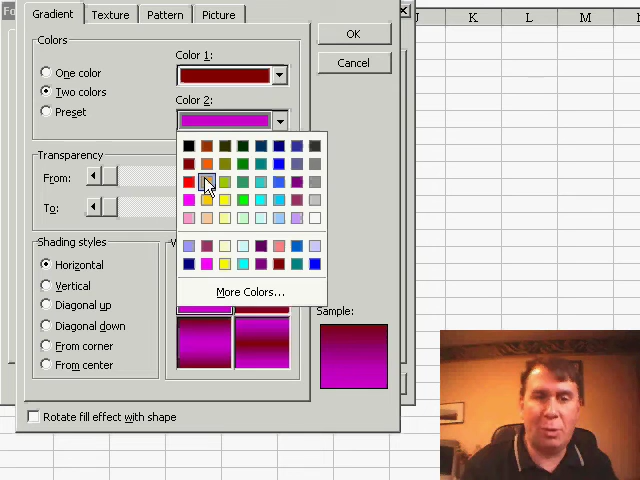 Fo
Gradient Texture Pattern Picture
J K L M
Colors
One color
Two colors
Preset
Color 1:
Color 2:
OK
Cancel
Transparency
From:
To:
Shading styles
Horizontal
Vertical
Diagonal up
Diagonal down
From corner
From center
More Colors...
Sample:
Rotate fill effect with shape